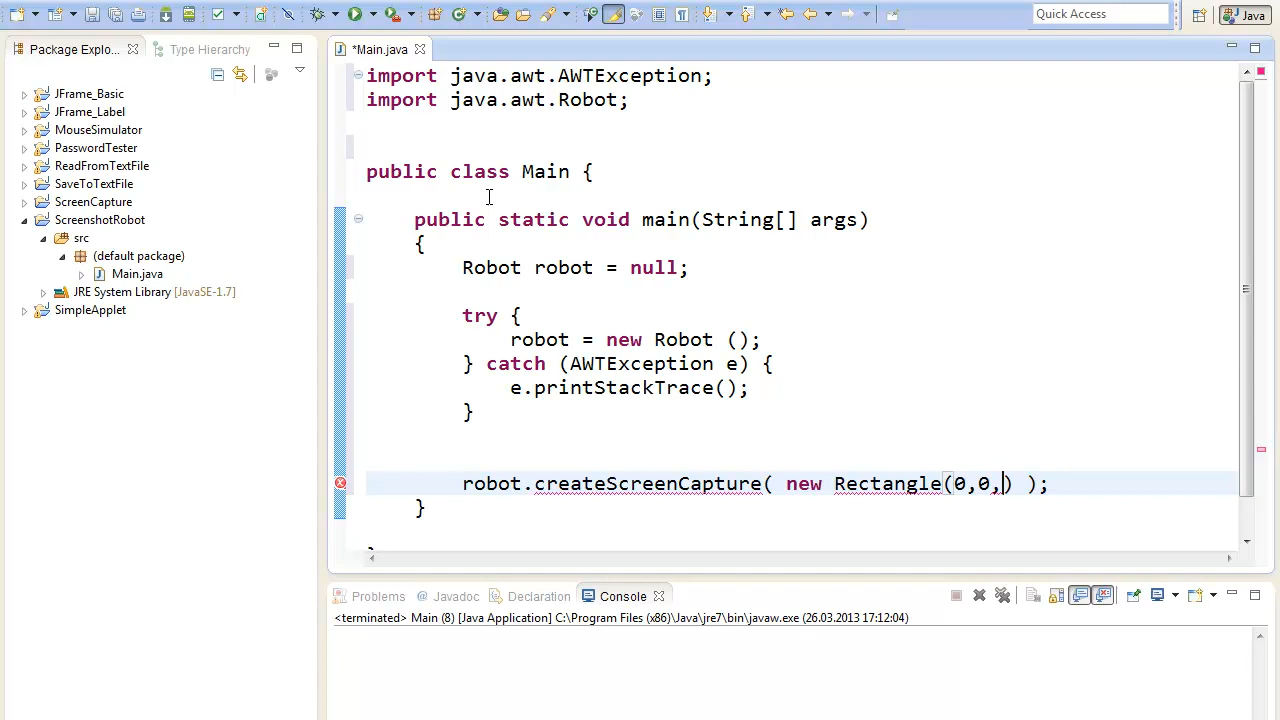 Quick Access
Java
Package Explo...
Type Hierarchy
*Main.java
JFrame_Basic
JFrame_Label
MouseSimulator
PasswordTester
ReadFromTextFile
SaveToTextFile
ScreenCapture
ScreenshotRobot
src
(default package)
Main.java
JRE System Library [JavaSE-1.7]
SimpleApplet
import java.awt.AWTException;
import java.awt.Robot;
public class Main {
public static void main(String[] args)
{
Robot robot = null;
try {
robot = new Robot ();
} catch (AWTException e) {
e.printStackTrace();
}
robot.createScreenCapture( new Rectangle(0,0,) );
}
Problems
@ Javadoc
Declaration
Console
<terminated> Main (8) [Java Application] C:\Program Files (x86)\Java\jre7\bin\javaw.exe (26.03.2013 17:12:04)